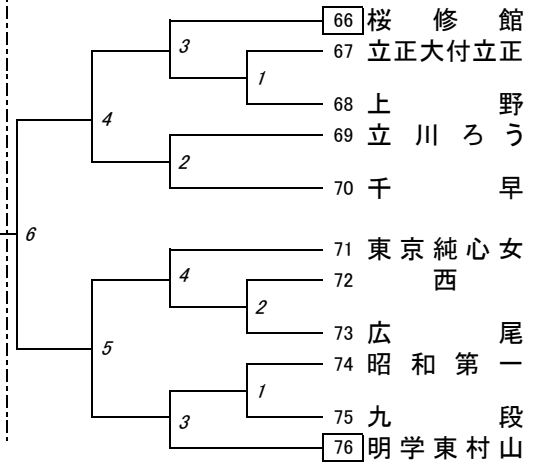 66 桜修館
3
67 立正大付立正
1
68 上野
4
69 立川ろう
2
70 千早
6
71 東京純心女
4
72 西
2
73 広尾
5
74 昭和第一
1
75 九段
3
76 明学東村山